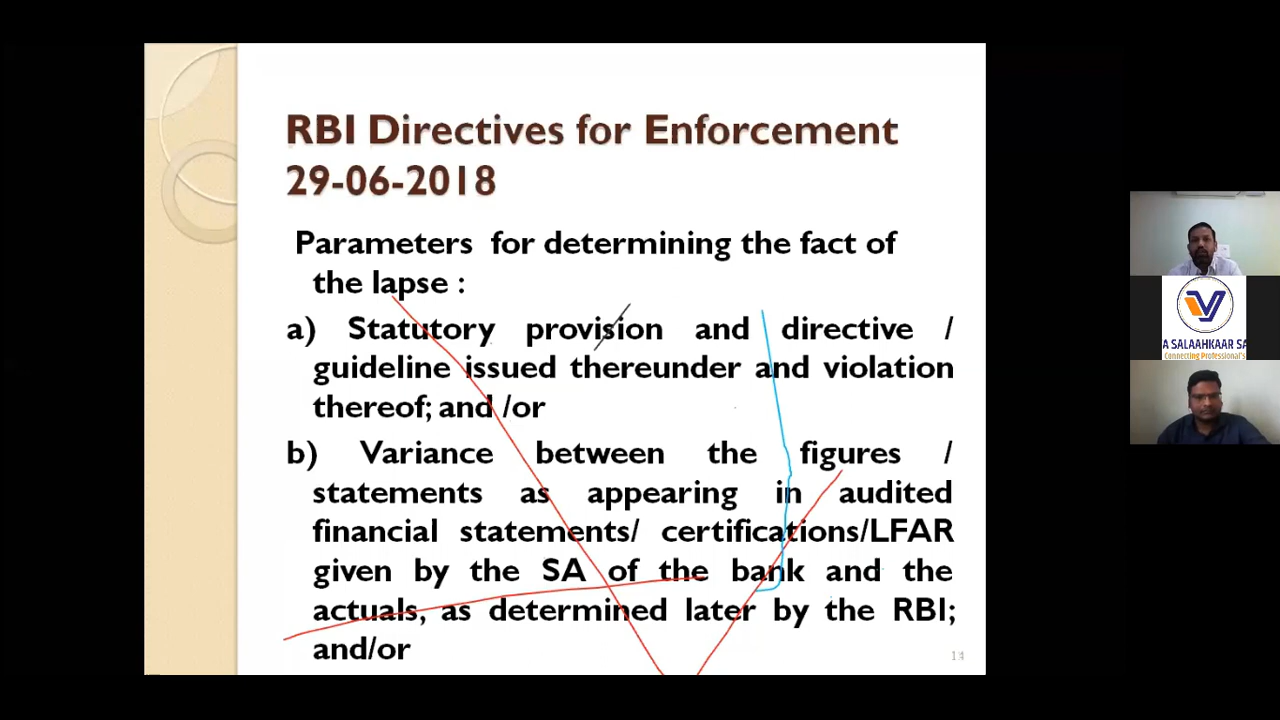 RBI Directives for Enforcement
29-06-2018
Parameters for determining the fact of
the lapse :
a) Statutory provision and directive /
guideline issued thereunder and violation
thereof; and /or
b) Variance between the figures /
statements as appearing in audited
financial statements/ certifications/LFAR
given by the SA of the bank and the
actuals, as determined later by the RBI;
and/or
A SALAAHKAAR SA
Connecting Professional's